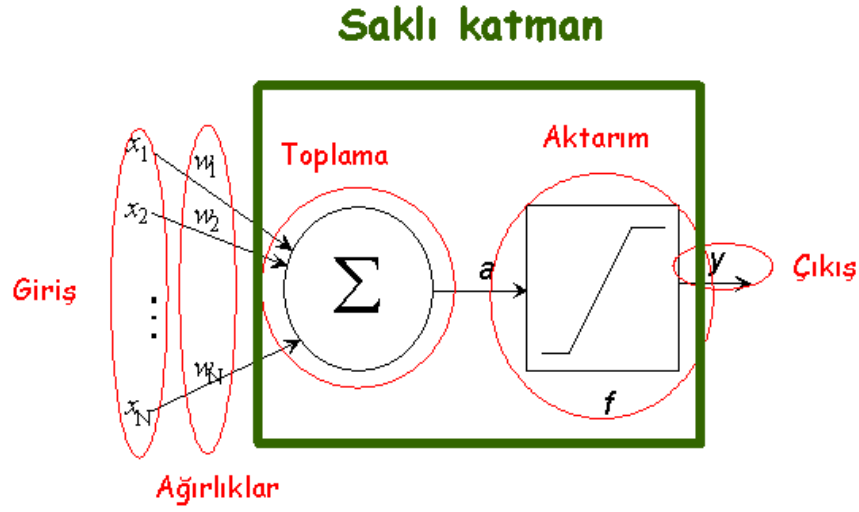 Saklı katman
Toplama
Aktarım
x1
w1
x2
w2
Giriş
...
Σ
a
y
Çıkış
xN
wN
f
Ağırlıklar